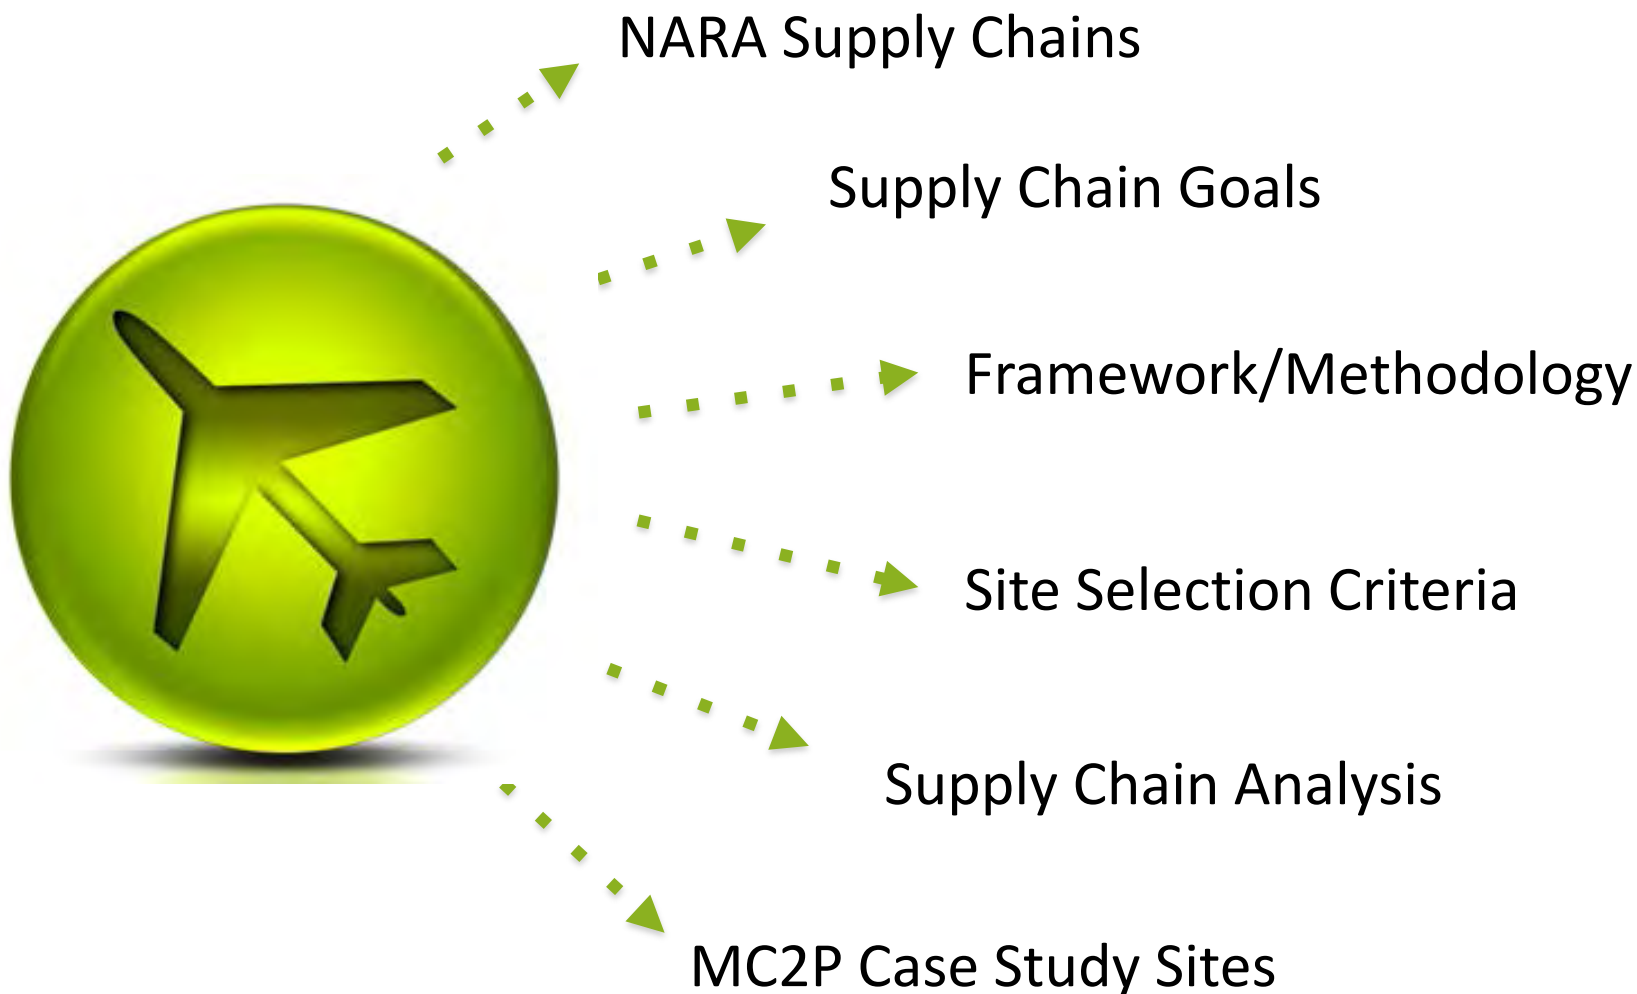 NARA Supply Chains
Supply Chain Goals
Framework/Methodology
Site Selection Criteria
Supply Chain Analysis
MC2P Case Study Sites